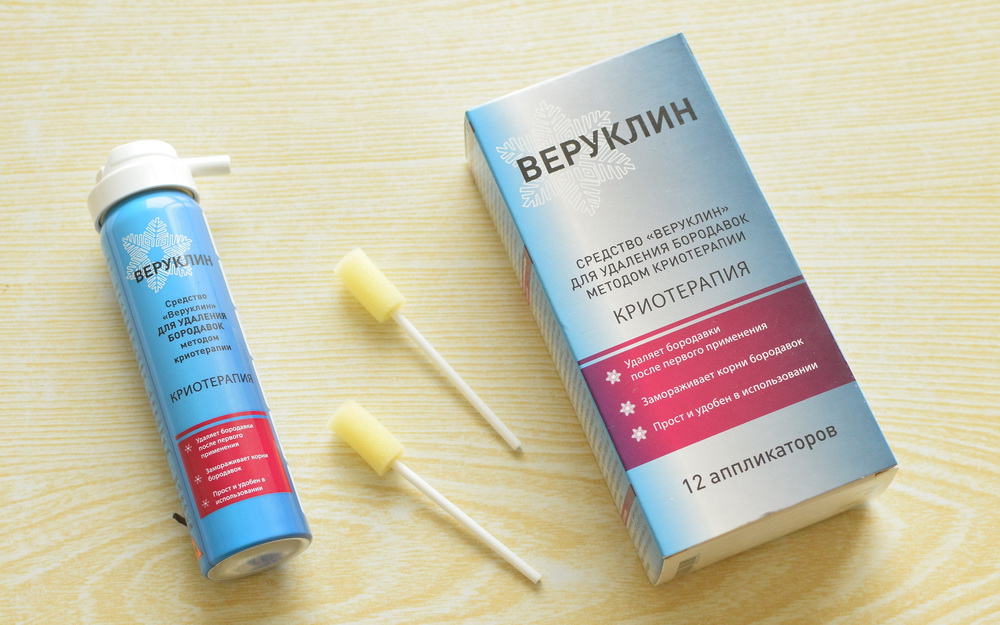 ВЕРУКЛИН
Средство
«Веруклин»
ДЛЯ УДАЛЕНИЯ
БОРОДАВОК
методом
криотерапии
КРИОТЕРАПИЯ
Удаляет бородавки
после первого
применения
Замораживает корни
бородавок
Прост и удобен в
использовании
ВЕРУКЛИН
СРЕДСТВО «ВЕРУКЛИН»
ДЛЯ УДАЛЕНИЯ БОРОДАВОК
МЕТОДОМ КРИОТЕРАПИИ
КРИОТЕРАПИЯ
Удаляет бородавки
после первого применения
Замораживает корни бородавок
Прост и удобен в использовании
12 аппликаторов